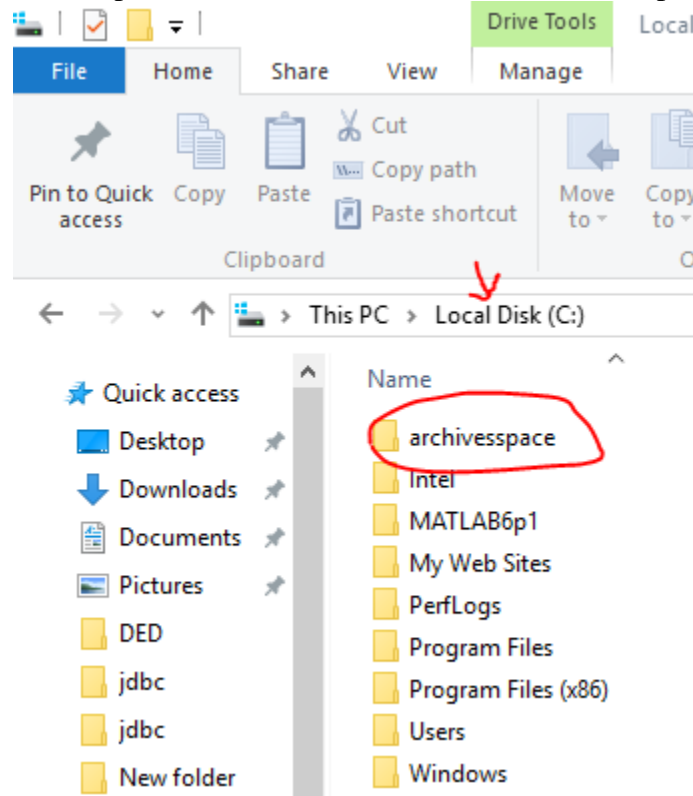 Drive Tools Local
File Home Share View Manage
Cut
Copy path
Paste shortcut
Pin to Quick access
Copy
Paste
Move to
Copy to
Clipboard
This PC > Local Disk (C:)
Quick access
Desktop
Downloads
Documents
Pictures
DED
jdbc
jdbc
New folder
Name
archivesspace
Intel
MATLAB6p1
My Web Sites
PerfLogs
Program Files
Program Files (x86)
Users
Windows